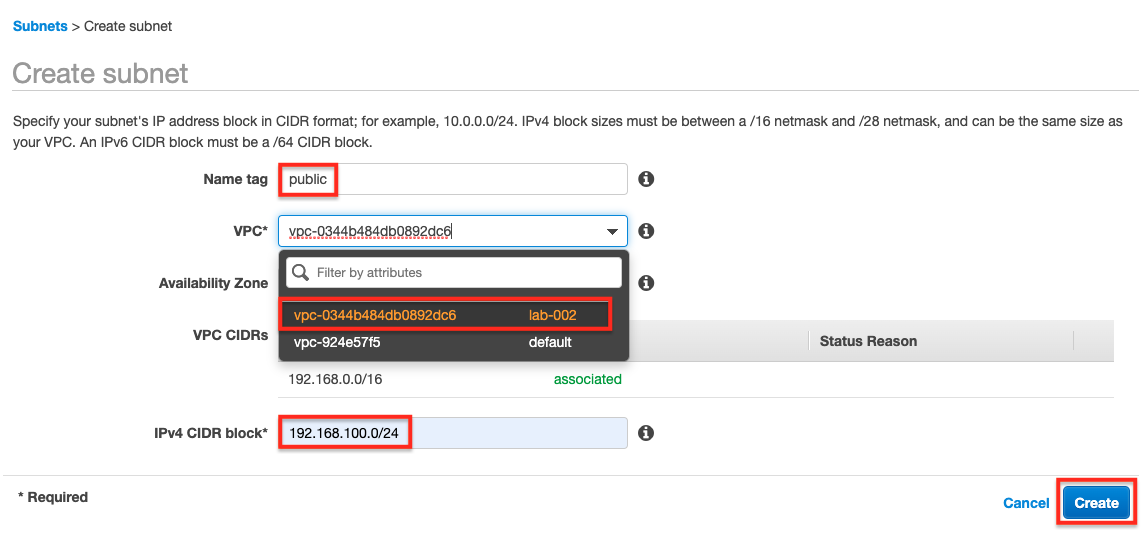 Subnets > Create subnet
Create subnet
Specify your subnet's IP address block in CIDR format; for example, 10.0.0.0/24. IPv4 block sizes must be between a /16 netmask and /28 netmask, and can be the same size as
your VPC. An IPv6 CIDR block must be a /64 CIDR block.
Name tag public
VPC* vpc-0344b484db0892dc6
Filter by attributes
Availability Zone
vpc-0344b484db0892dc6 lab-002
VPC CIDRs
vpc-924e57f5 default
Status Reason
192.168.0.0/16 associated
IPv4 CIDR block* 192.168.100.0/24
* Required
Cancel Create